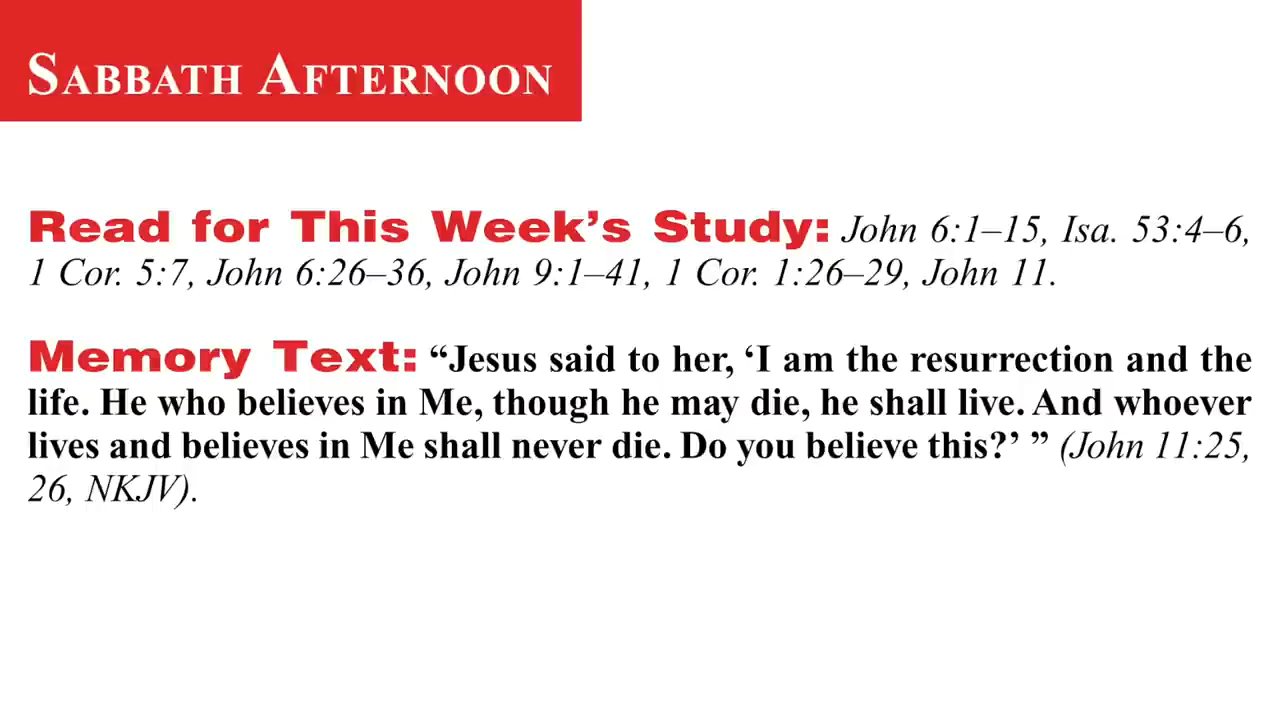 SABBATH AFTERNOON
Read for This Week’s Study: John 6:1–15, Isa. 53:4–6,
1 Cor. 5:7, John 6:26–36, John 9:1–41, 1 Cor. 1:26–29, John 11.
Memory Text: “Jesus said to her, ‘I am the resurrection and the
life. He who believes in Me, though he may die, he shall live. And whoever
lives and believes in Me shall never die. Do you believe this?’ ” (John 11:25,
26, NKJV).